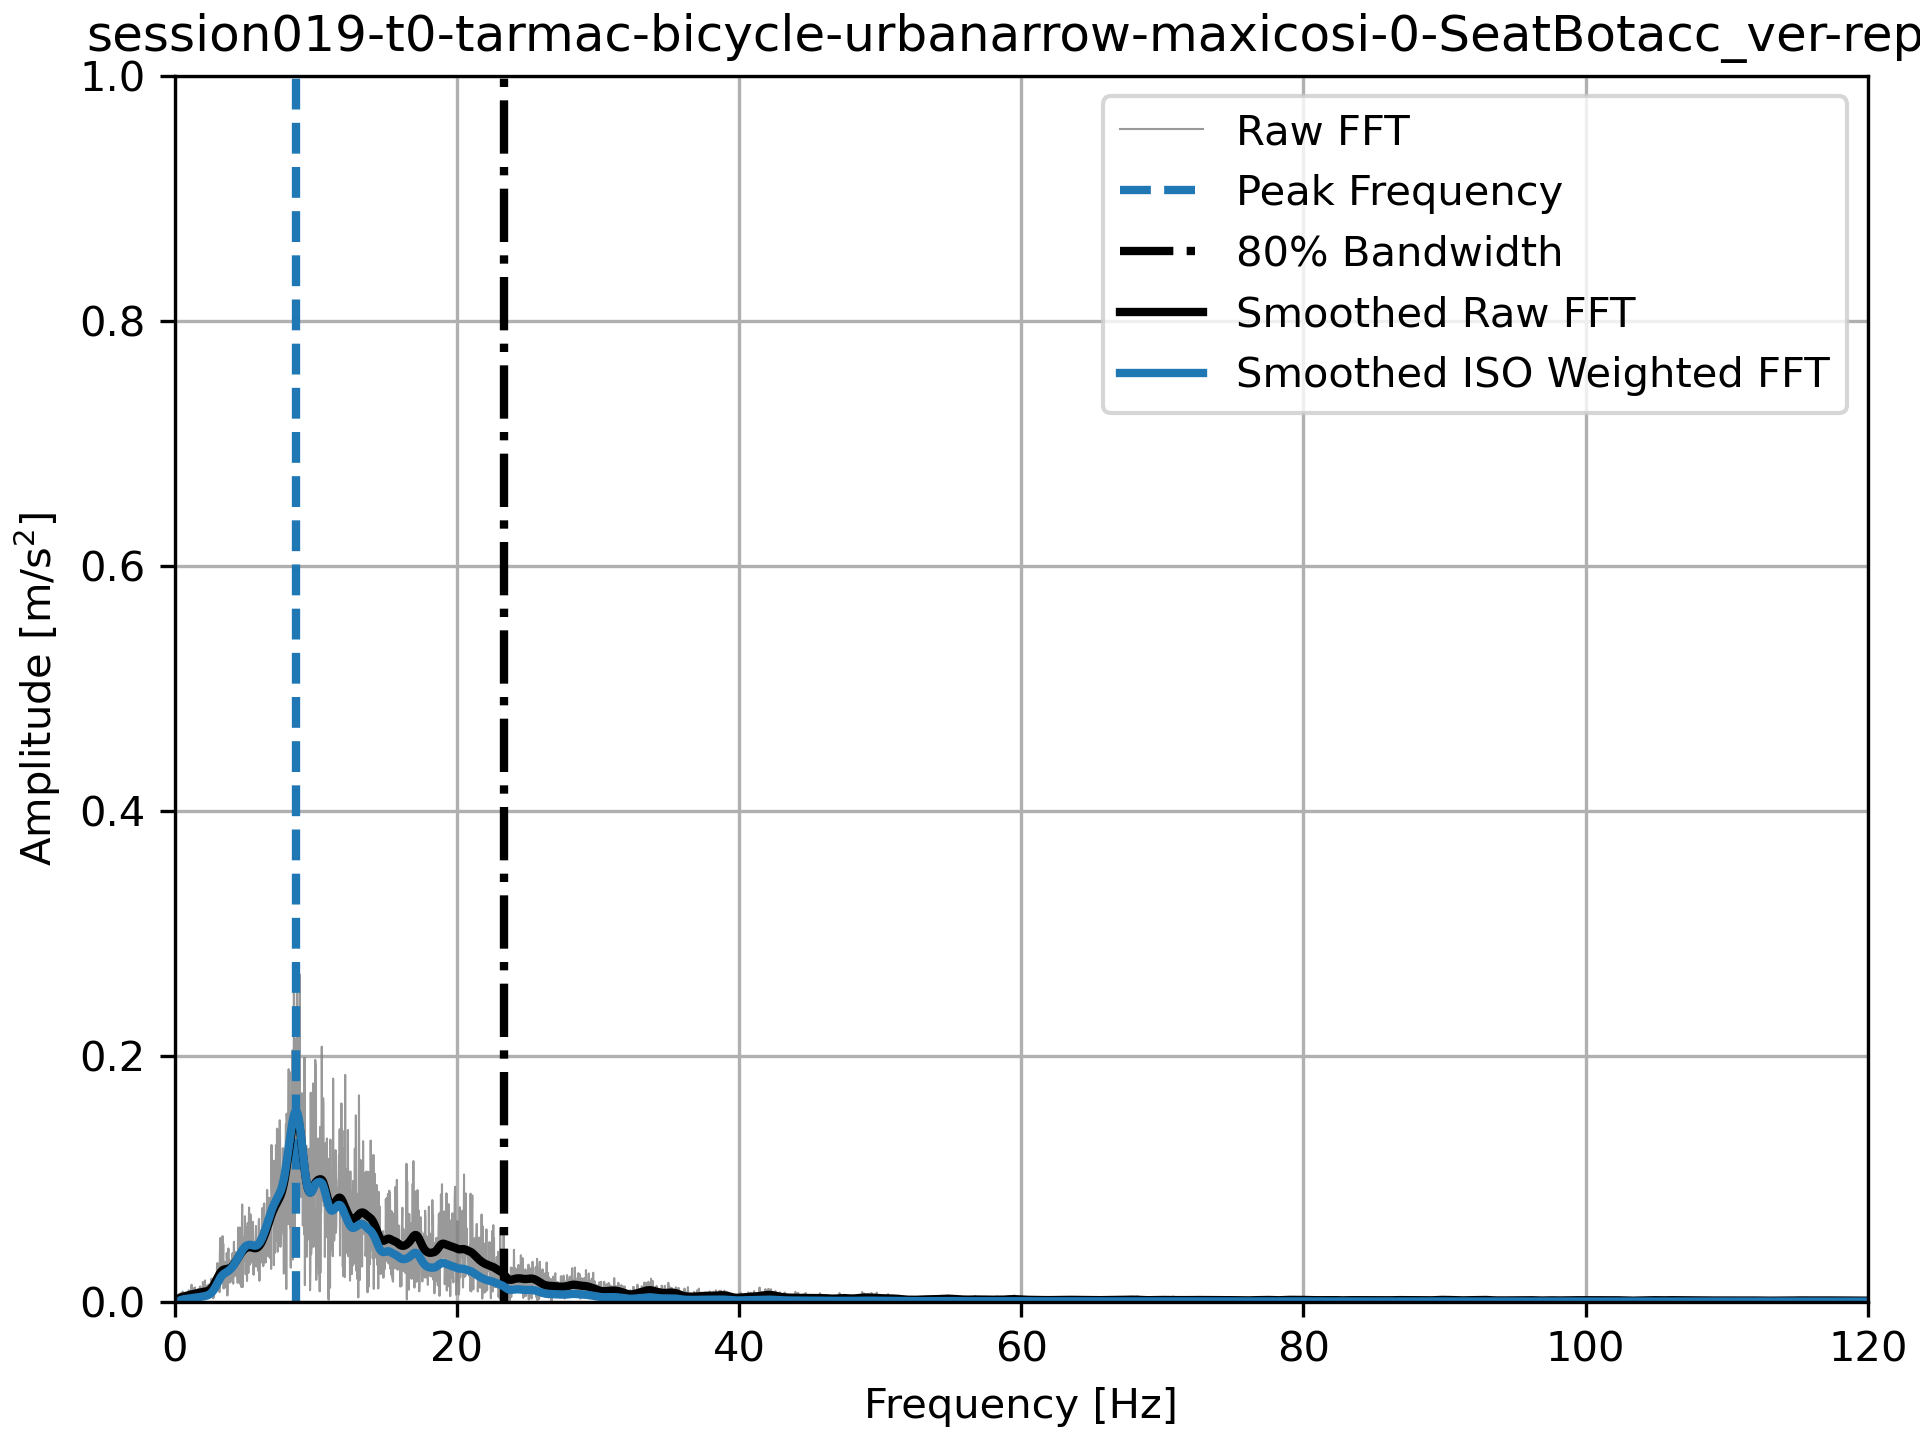 session019-t0-tarmac-bicycle-urbanarrow-maxicosi-0-SeatBotacc_ver-rep
1.0
0.8
0.6
0.4
0.2
0.0
Amplitude [m/s²]
Raw FFT
Peak Frequency
80% Bandwidth
Smoothed Raw FFT
Smoothed ISO Weighted FFT
0 20 40 60 80 100 120
Frequency [Hz]